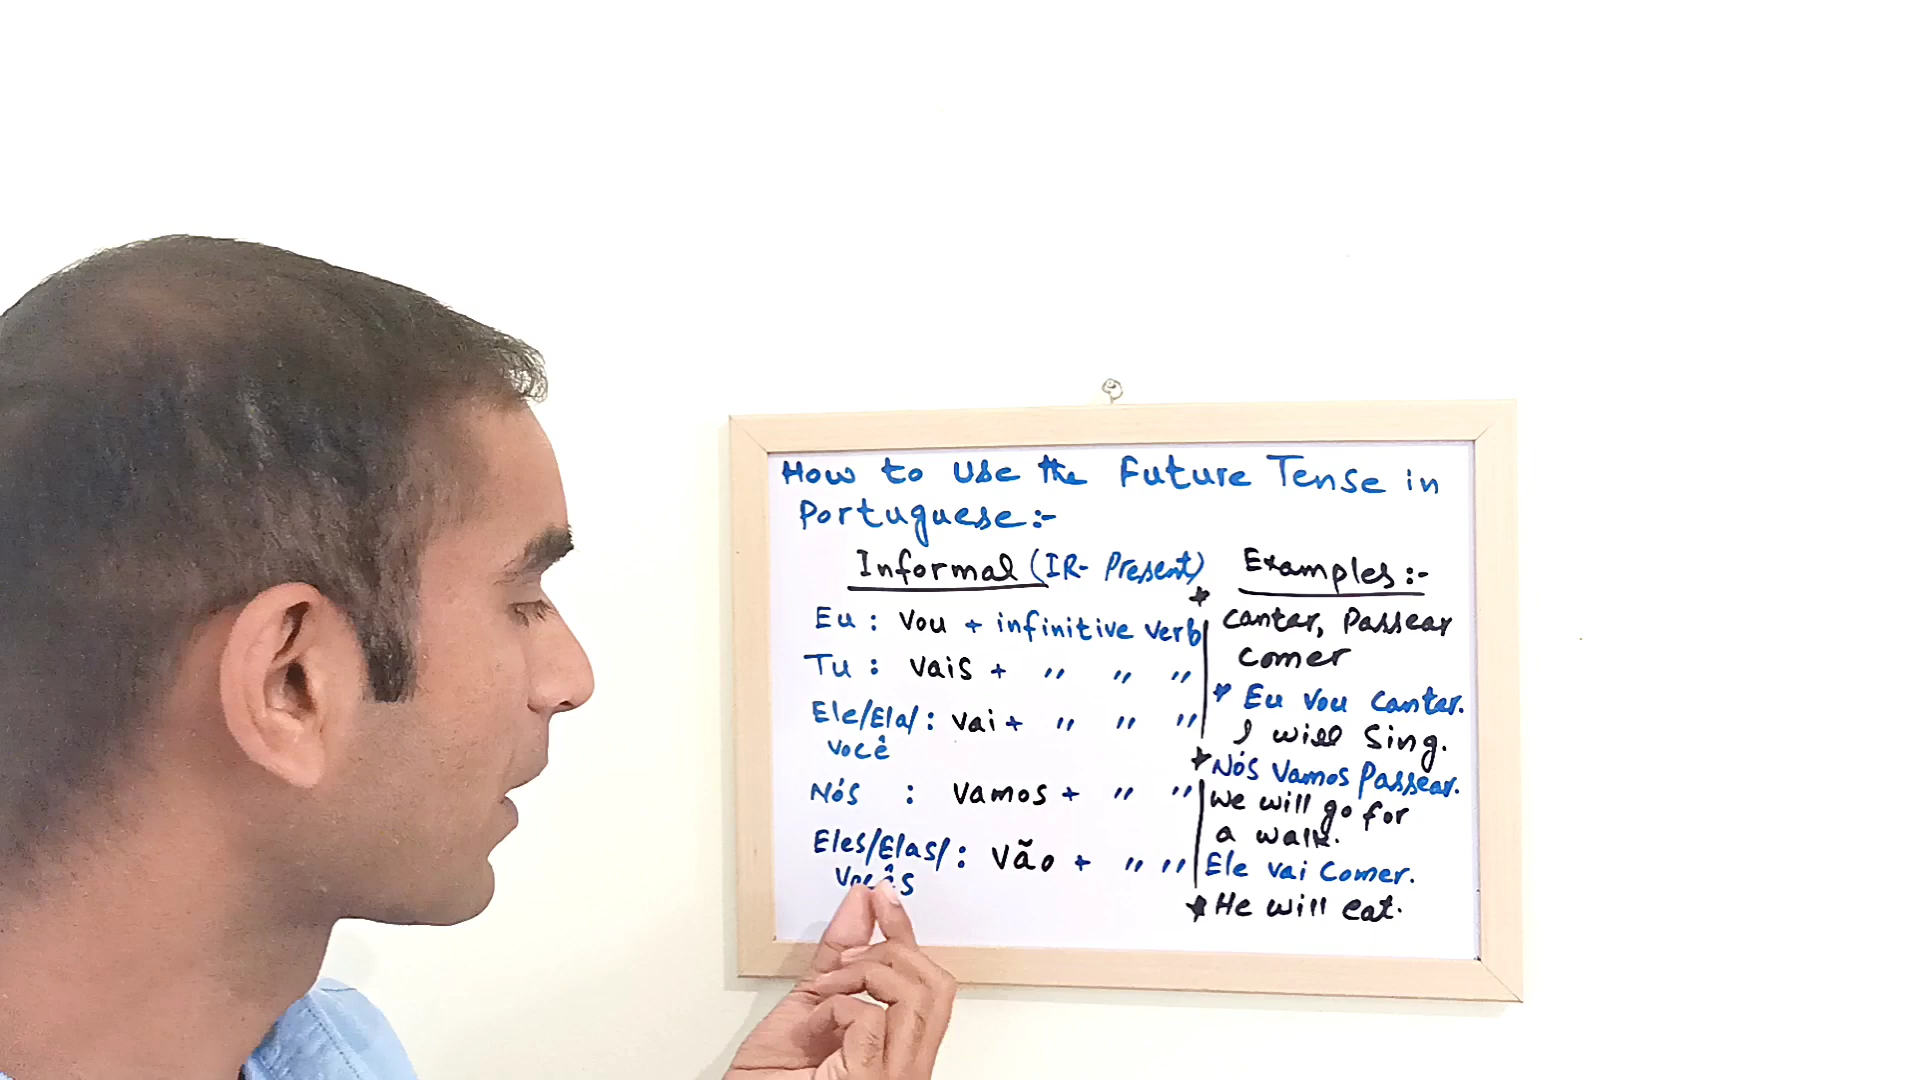 How to Use the Future Tense in
Portuguese:-
Informal (IR- Present)
Eu : Vou + infinitive verb
Tu : Vais + " " "
Ele/Ela/ : Vai + " " "
Você
Nós : Vamos + " "
Eles/Elas/ : Vão + " "
Vocês
Examples:-
* Cantar, Passear
Comer
* Eu Vou Cantar.
I will Sing.
* Nós Vamos Passear.
We will go for
a walk.
Ele vai Comer.
* He will eat.